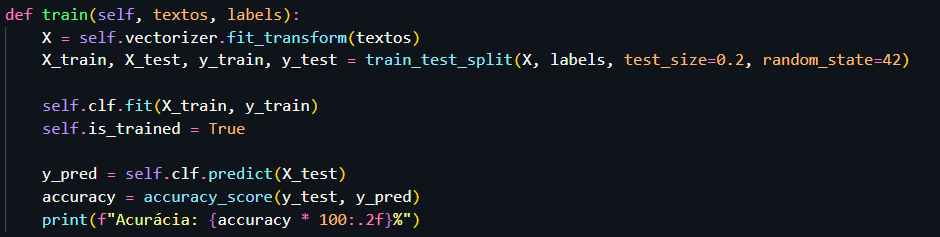 def train(self, textos, labels):
    X = self.vectorizer.fit_transform(textos)
    X_train, X_test, y_train, y_test = train_test_split(X, labels, test_size=0.2, random_state=42)
    self.clf.fit(X_train, y_train)
    self.is_trained = True
    y_pred = self.clf.predict(X_test)
    accuracy = accuracy_score(y_test, y_pred)
    print(f"Acurácia: {accuracy * 100:.2f}%")